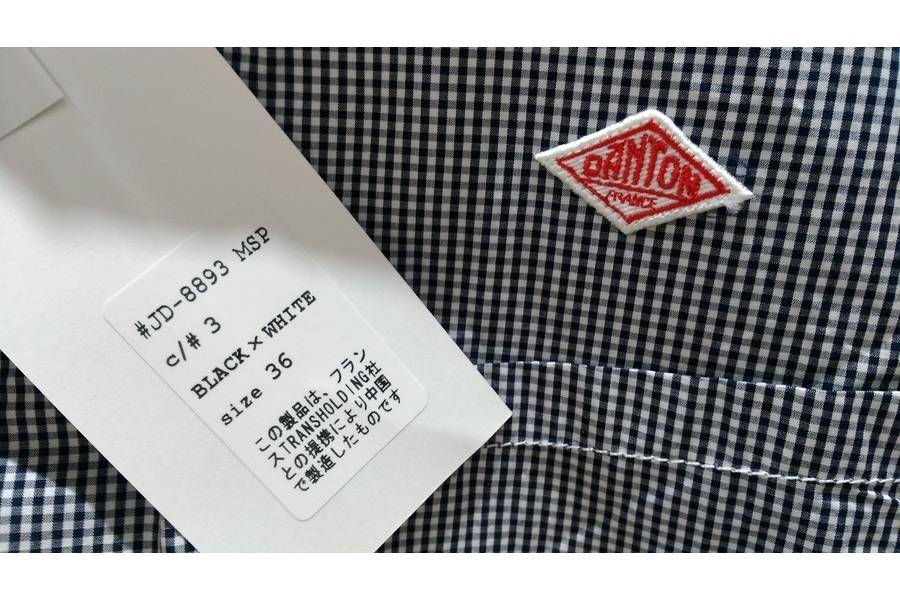 #JD-8893 MSP
c/# 3
BLACK×WHITE
size 36
この製品は、フラン
スTRANSHOLDING社
との提携により中国
で製造したものです
DANTON
FRANCE